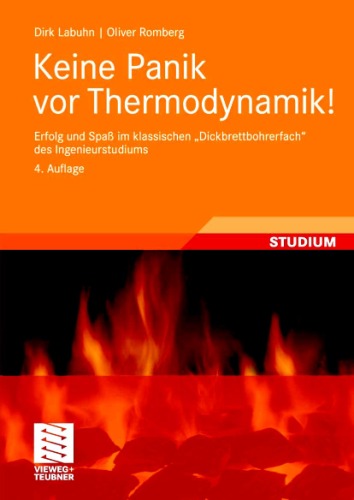 Dirk Labuhn | Oliver Romberg
Keine Panik
vor Thermodynamik!
Erfolg und Spaß im klassischen „Dickbrettbohrerfach“
des Ingenieurstudiums
4. Auflage
STUDIUM
VIEWEG+
TEUBNER